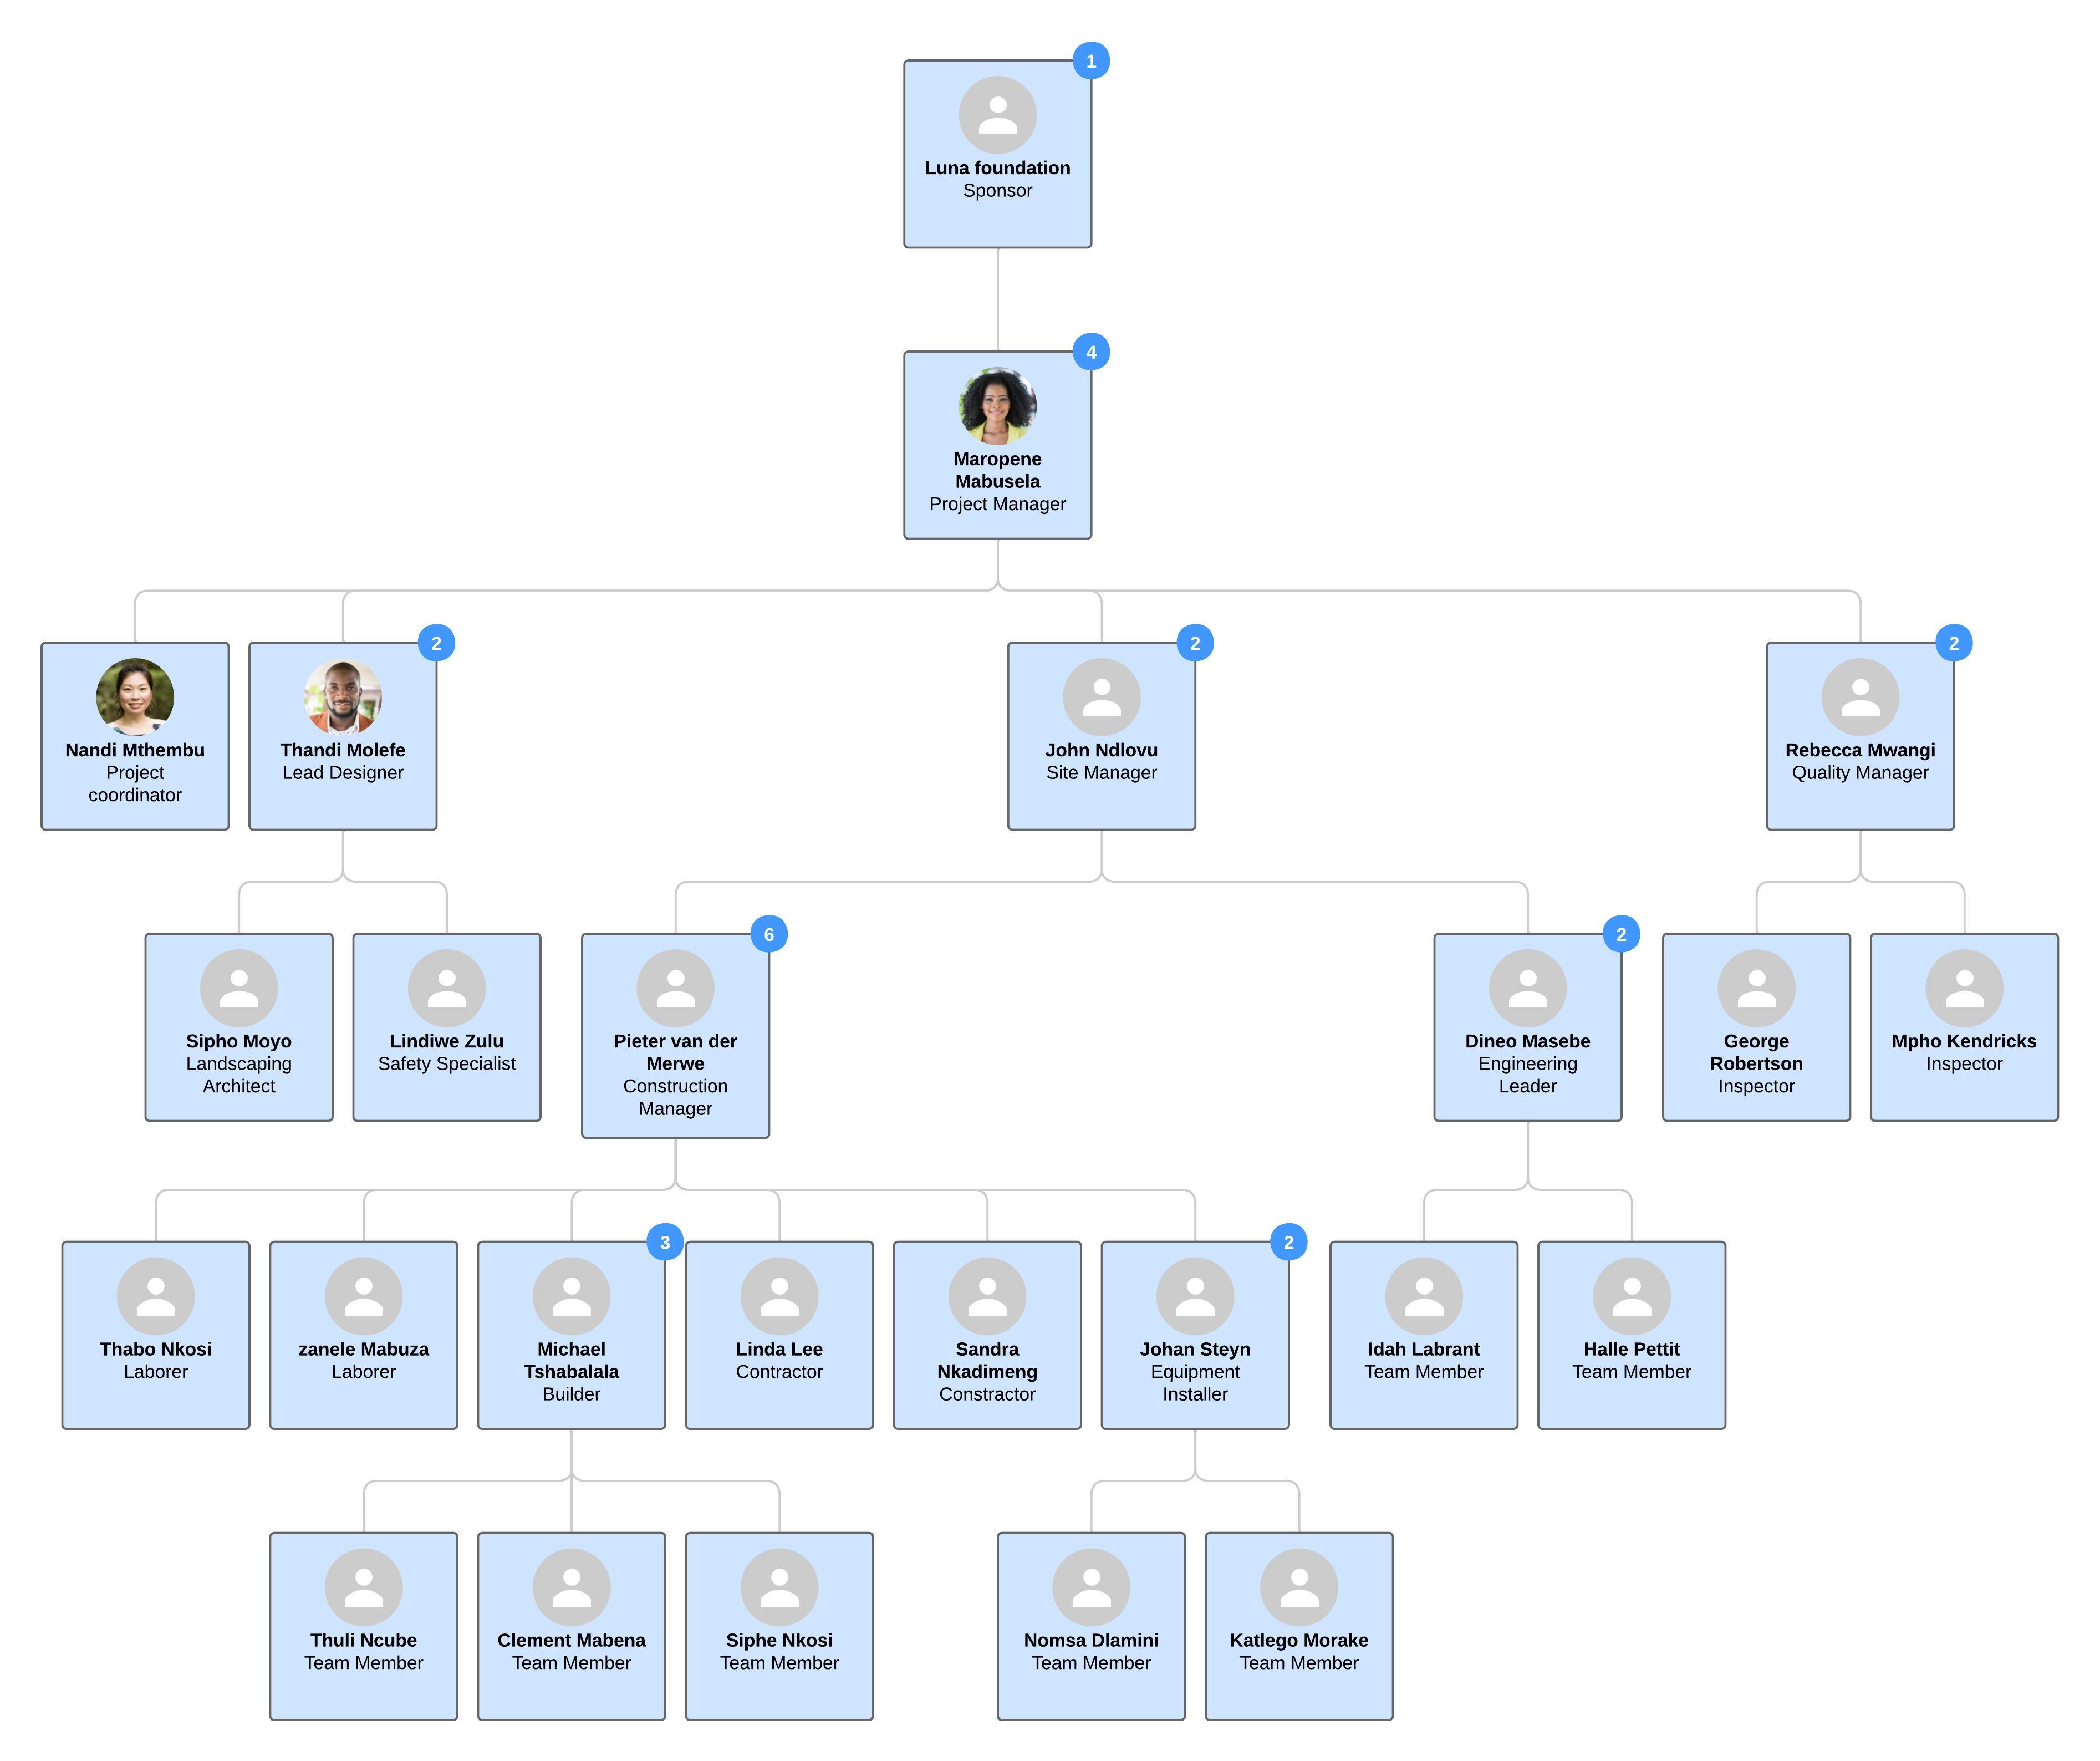 1
Luna foundation
Sponsor
4
Maropene
Mabusela
Project Manager
Nandi Mthembu
Project
coordinator
2
Thandi Molefe
Lead Designer
2
John Ndlovu
Site Manager
2
Rebecca Mwangi
Quality Manager
Sipho Moyo
Landscaping
Architect
Lindiwe Zulu
Safety Specialist
6
Pieter van der
Merwe
Construction
Manager
2
Dineo Masebe
Engineering
Leader
George
Robertson
Inspector
Mpho Kendricks
Inspector
Thabo Nkosi
Laborer
zanele Mabuza
Laborer
3
Michael
Tshabalala
Builder
Linda Lee
Contractor
Sandra
Nkadimeng
Constractor
2
Johan Steyn
Equipment
Installer
Idah Labrant
Team Member
Halle Pettit
Team Member
Thuli Ncube
Team Member
Clement Mabena
Team Member
Siphe Nkosi
Team Member
Nomsa Dlamini
Team Member
Katlego Morake
Team Member